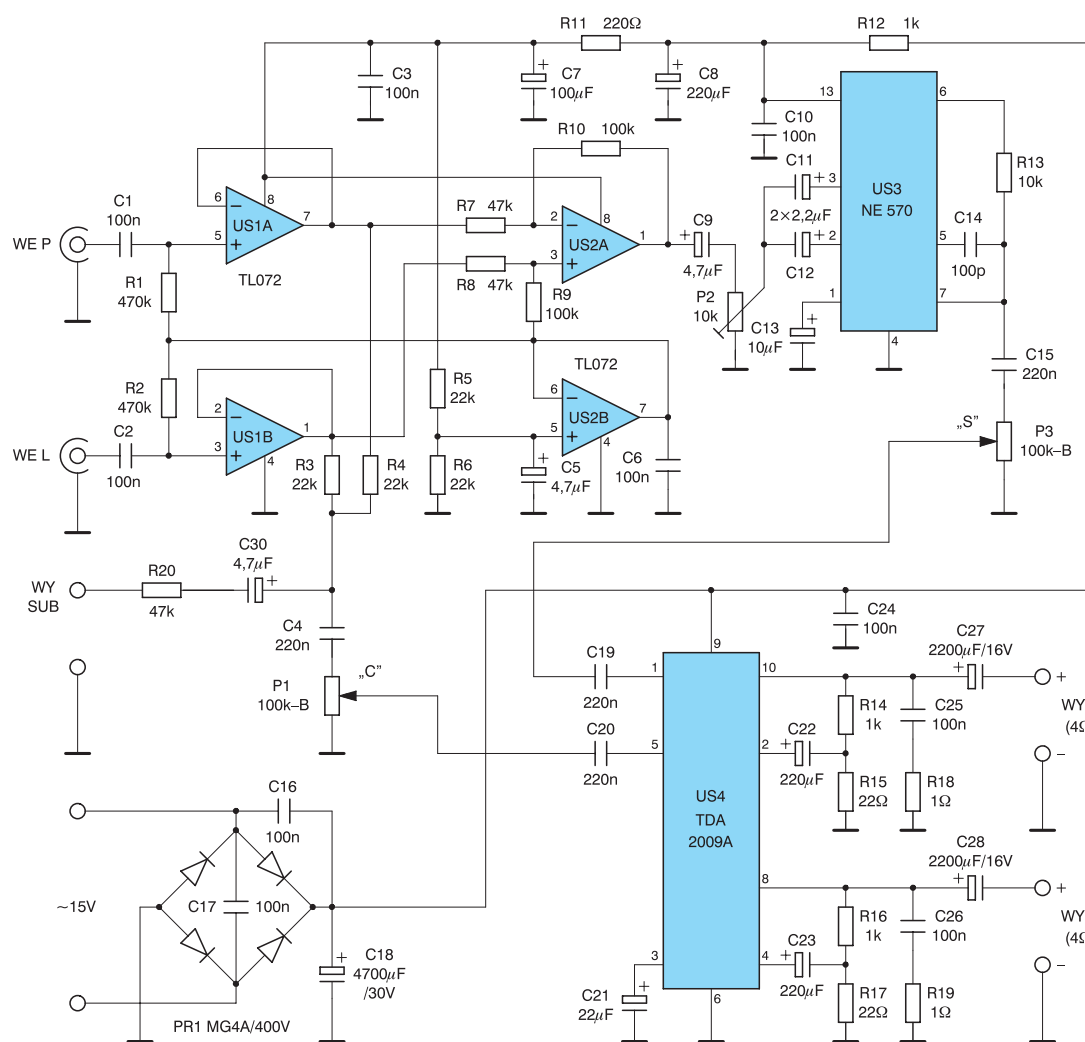 R11 220Ω
R12 1k
C3
100n
C7
100µF
C8
220µF
+
+
C10
100n
13
6
R10 100k
C11
3
US3
NE 570
R13
10k
2×2,2µF
2
5
C14
100p
C12
7
1
C13
10µF
4
C1
100n
WE P
6
5
8
7
US1A
TL072
R7 47k
R8 47k
2
3
8
1
US2A
C9
4,7µF
P2
10k
R1
470k
R9
100k
R2
470k
C2
100n
WE L
2
3
1
4
US1B
R3
22k
R4
22k
R5
22k
R6
22k
TL072
6
5
7
4
US2B
C5
4,7µF
C6
100n
C15
220n
„S”
P3
100k–B
WY
SUB
R20
47k
C30
4,7µF
C4
220n
P1
100k–B
„C”
C19
220n
C20
220n
C24
100n
9
1
10
5
2
US4
TDA
2009A
8
3
4
6
C27
2200µF/16V
R14
1k
C25
100n
C22
220µF
R15
22Ω
R18
1Ω
+
WY
(4Ω
–
C28
2200µF/16V
R16
1k
C26
100n
C23
220µF
R17
22Ω
R19
1Ω
+
WY
(4Ω
–
C21
22µF
C16
100n
~15V
C17 100n
C18
4700µF
/30V
PR1 MG4A/400V